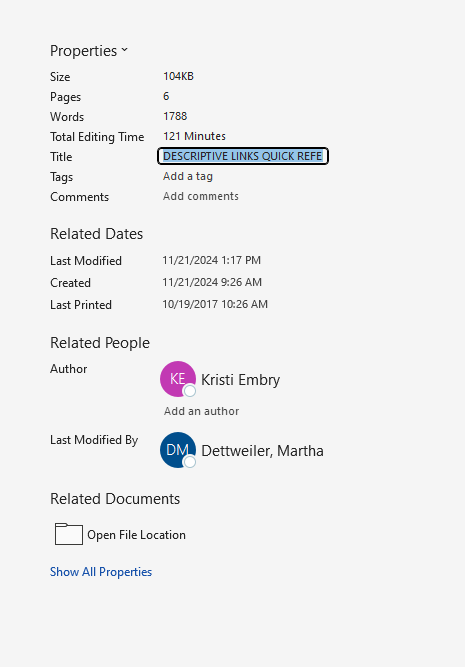 Properties
Size 104KB
Pages 6
Words 1788
Total Editing Time 121 Minutes
Title DESCRIPTIVE LINKS QUICK REFE
Tags Add a tag
Comments Add comments
Related Dates
Last Modified 11/21/2024 1:17 PM
Created 11/21/2024 9:26 AM
Last Printed 10/19/2017 10:26 AM
Related People
Author
KE Kristi Embry
Add an author
Last Modified By
DM Dettweiler, Martha
Related Documents
Open File Location
Show All Properties